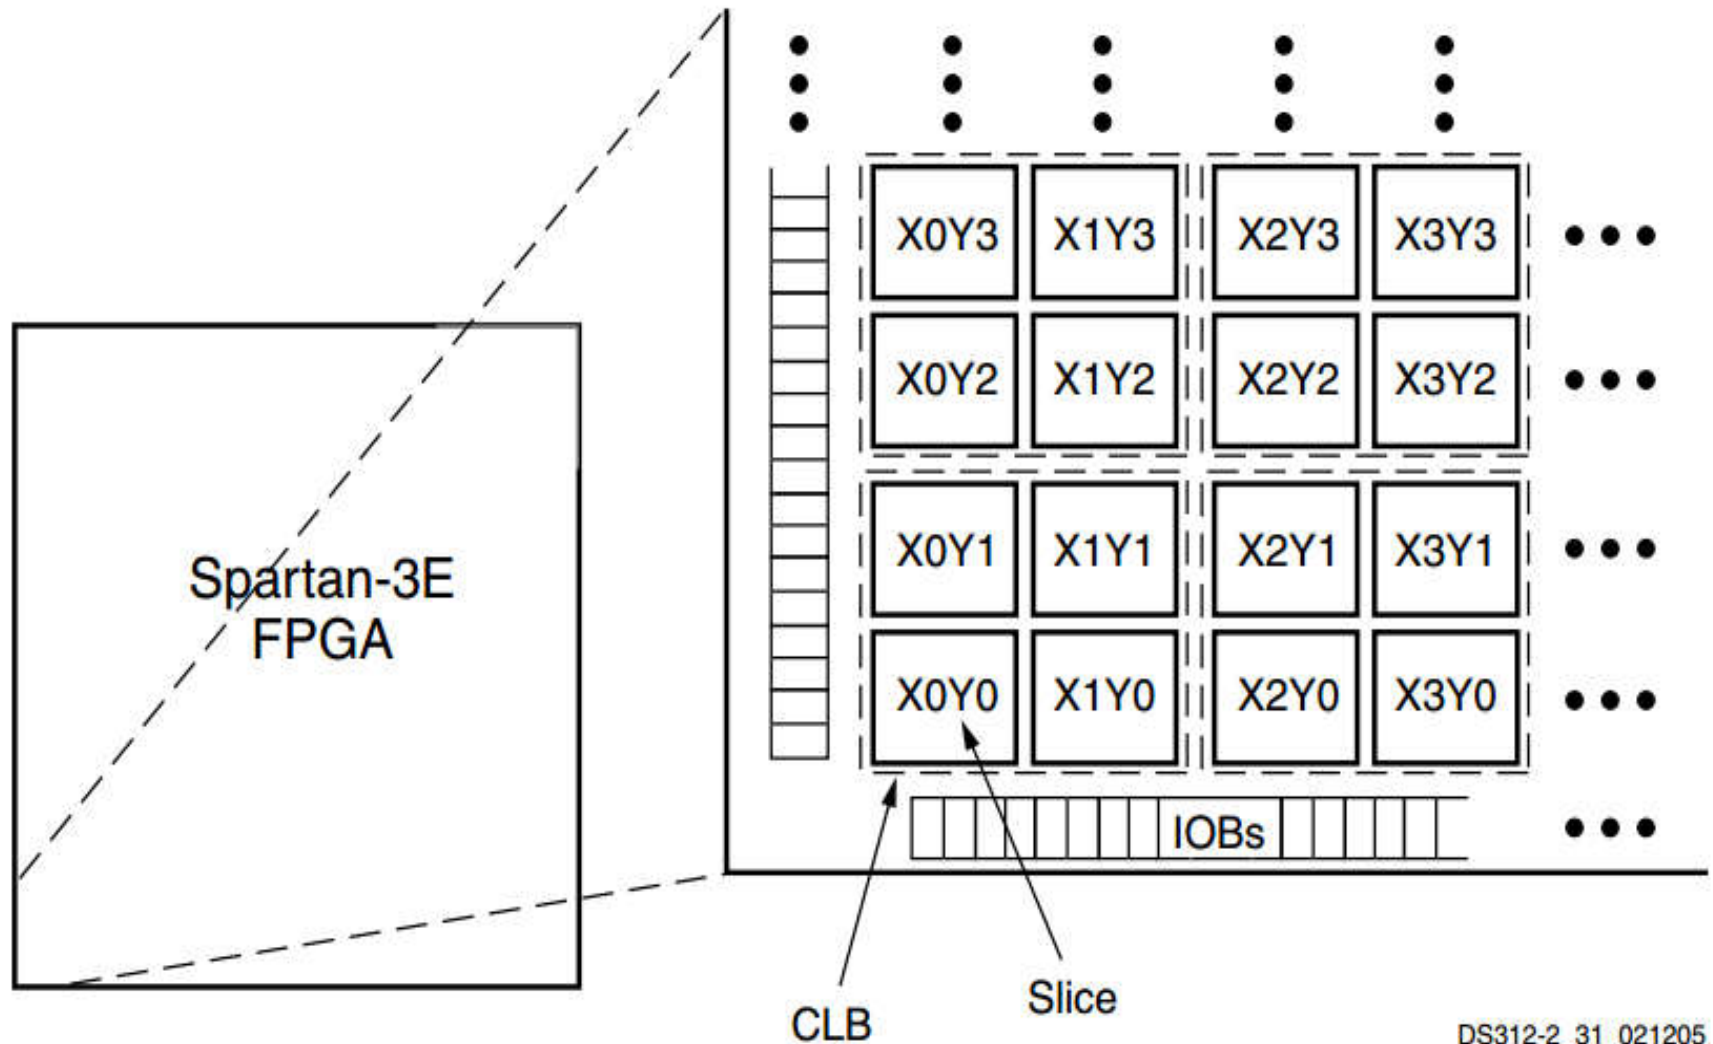 X0Y3 X1Y3 X2Y3 X3Y3
X0Y2 X1Y2 X2Y2 X3Y2
Spartan-3E
FPGA
X0Y1 X1Y1 X2Y1 X3Y1
X0Y0 X1Y0 X2Y0 X3Y0
IOBs
Slice
CLB
DS312-2_31_021205